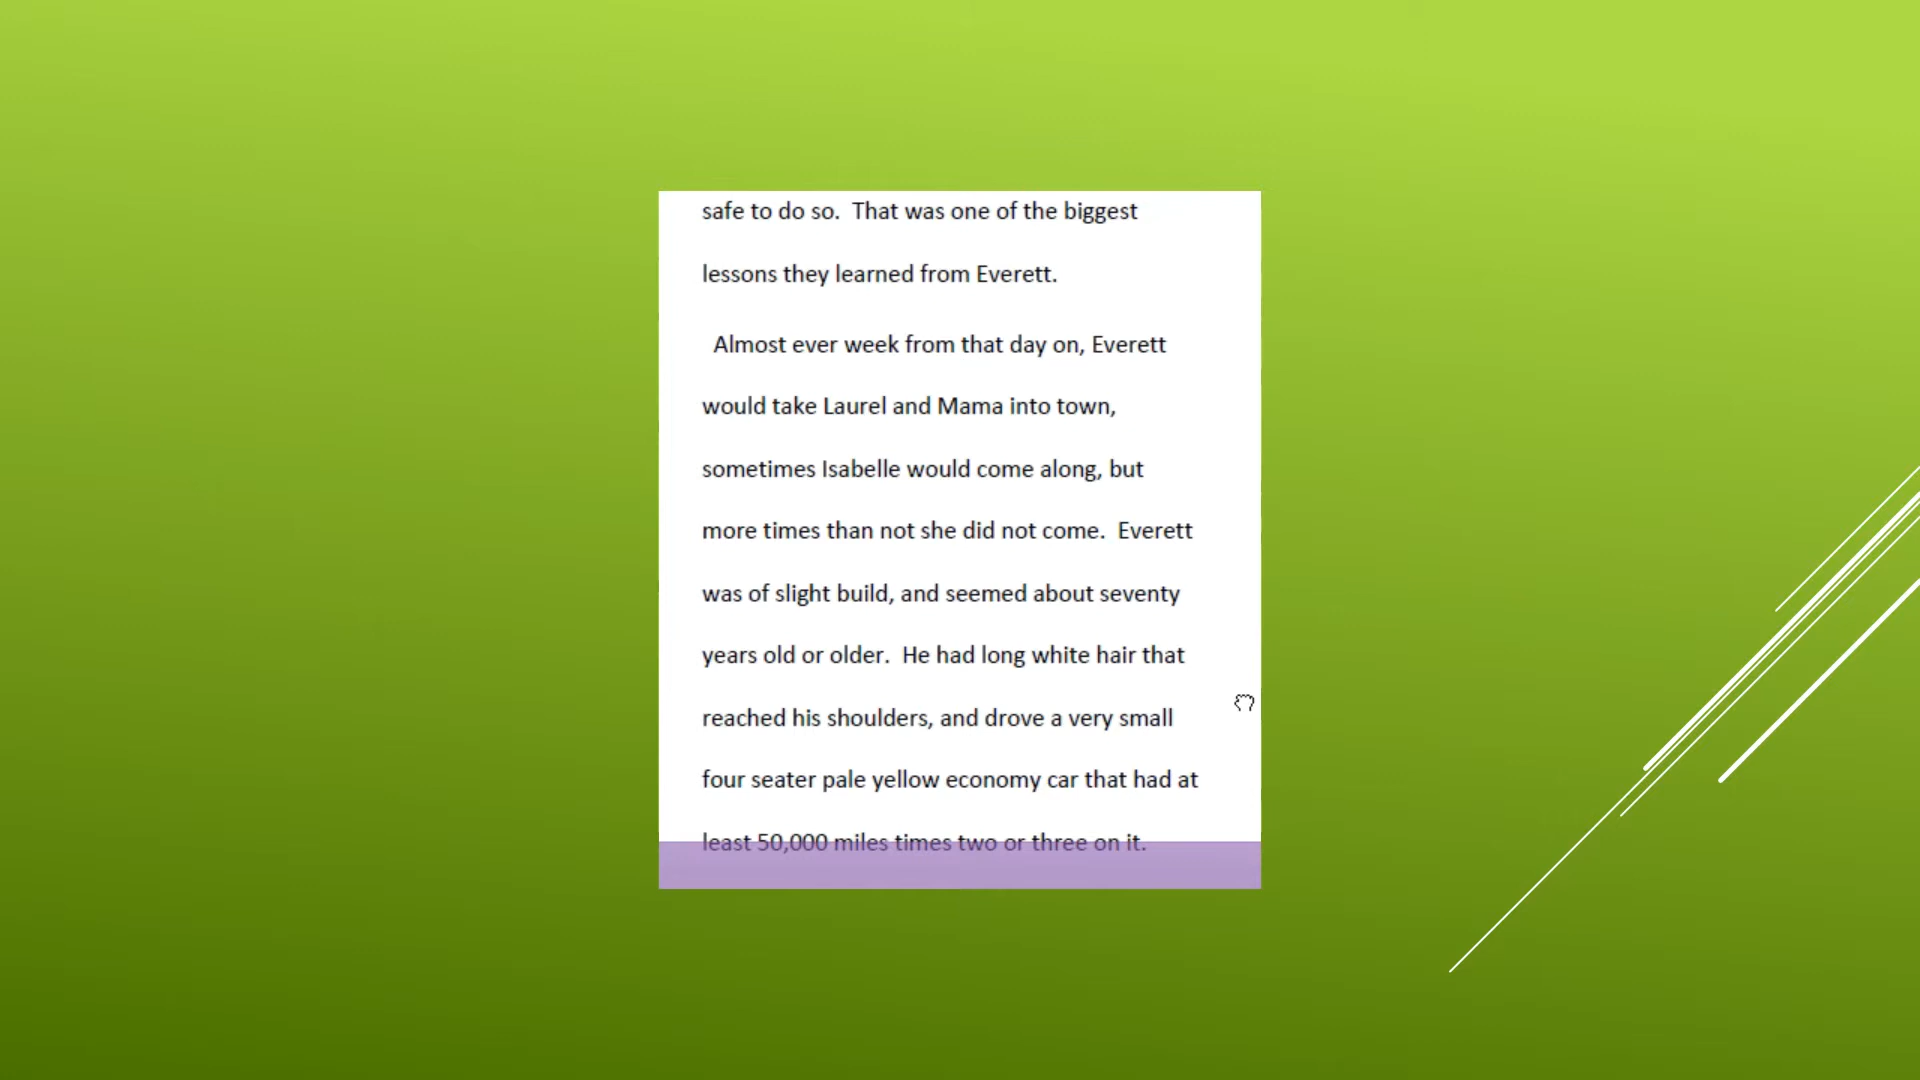 safe to do so.  That was one of the biggest
lessons they learned from Everett.
Almost ever week from that day on, Everett
would take Laurel and Mama into town,
sometimes Isabelle would come along, but
more times than not she did not come.  Everett
was of slight build, and seemed about seventy
years old or older.  He had long white hair that
reached his shoulders, and drove a very small
four seater pale yellow economy car that had at
least 50,000 miles times two or three on it.